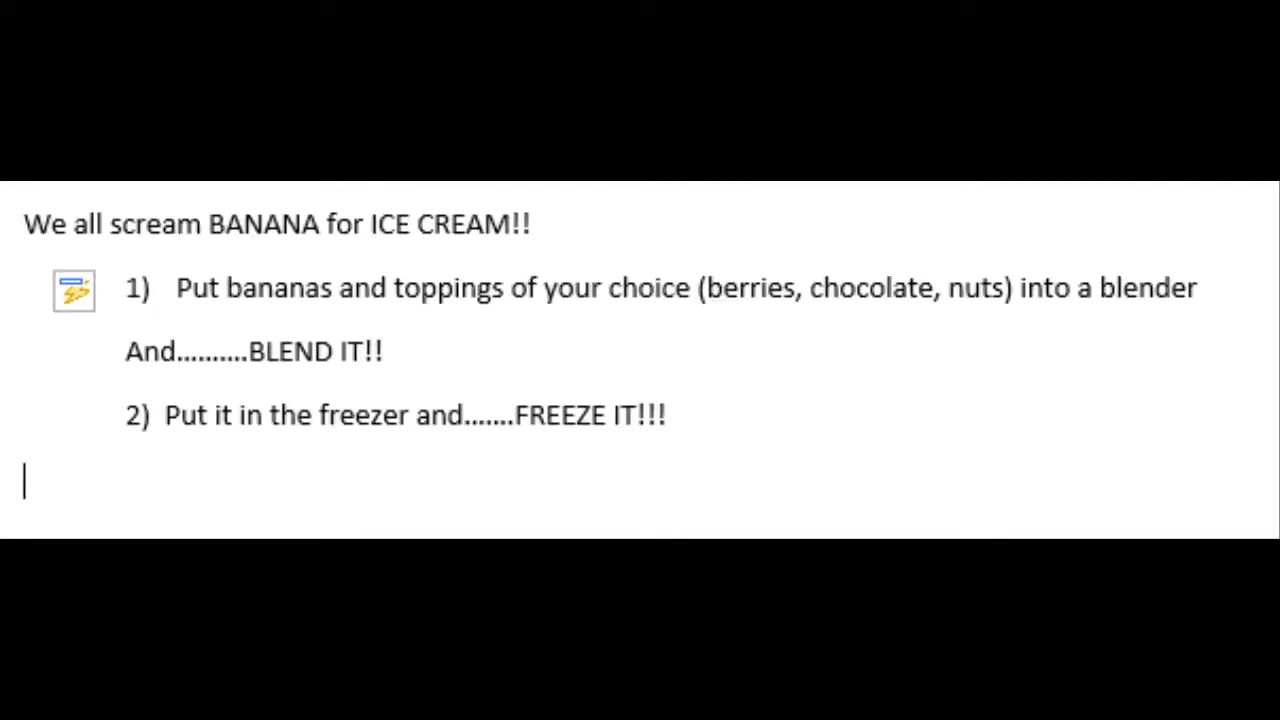 We all scream BANANA for ICE CREAM!!
1) Put bananas and toppings of your choice (berries, chocolate, nuts) into a blender
And..........BLEND IT!!
2) Put it in the freezer and.......FREEZE IT!!!